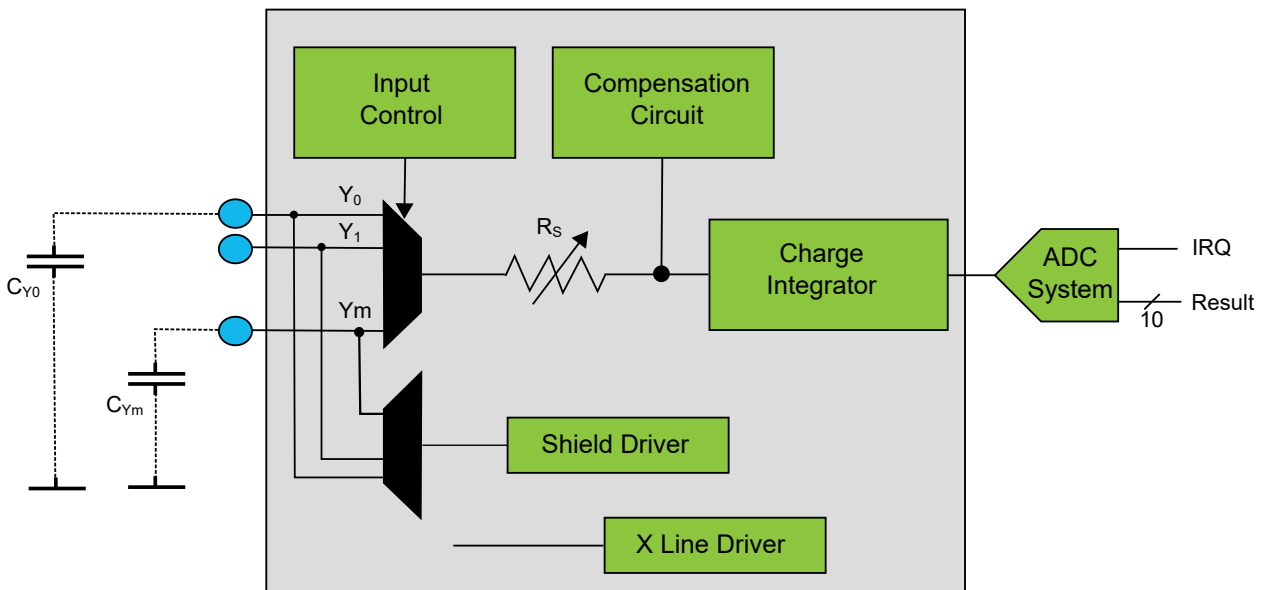 Input
Control
Compensation
Circuit
Y0
Y1
Ym
RS
Charge
Integrator
ADC
System
IRQ
Result
10
CY0
CYm
Shield Driver
X Line Driver